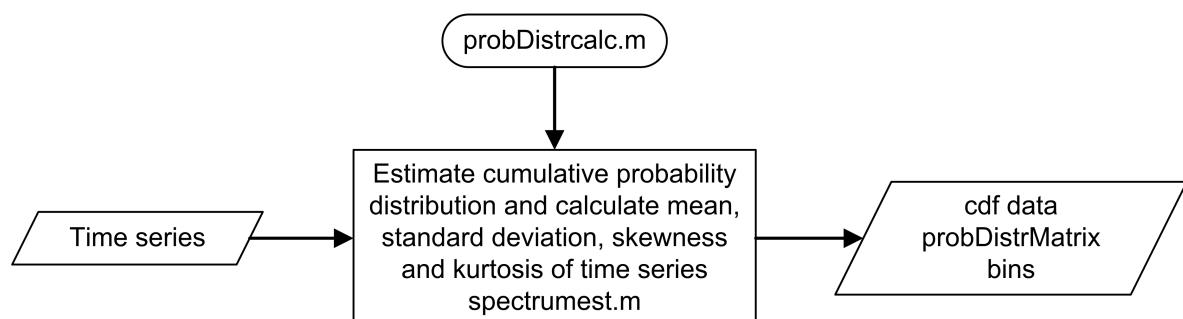 probDistrcalc.m
Estimate cumulative probability
distribution and calculate mean,
standard deviation, skewness
and kurtosis of time series
spectrumest.m
Time series
cdf data
probDistrMatrix
bins